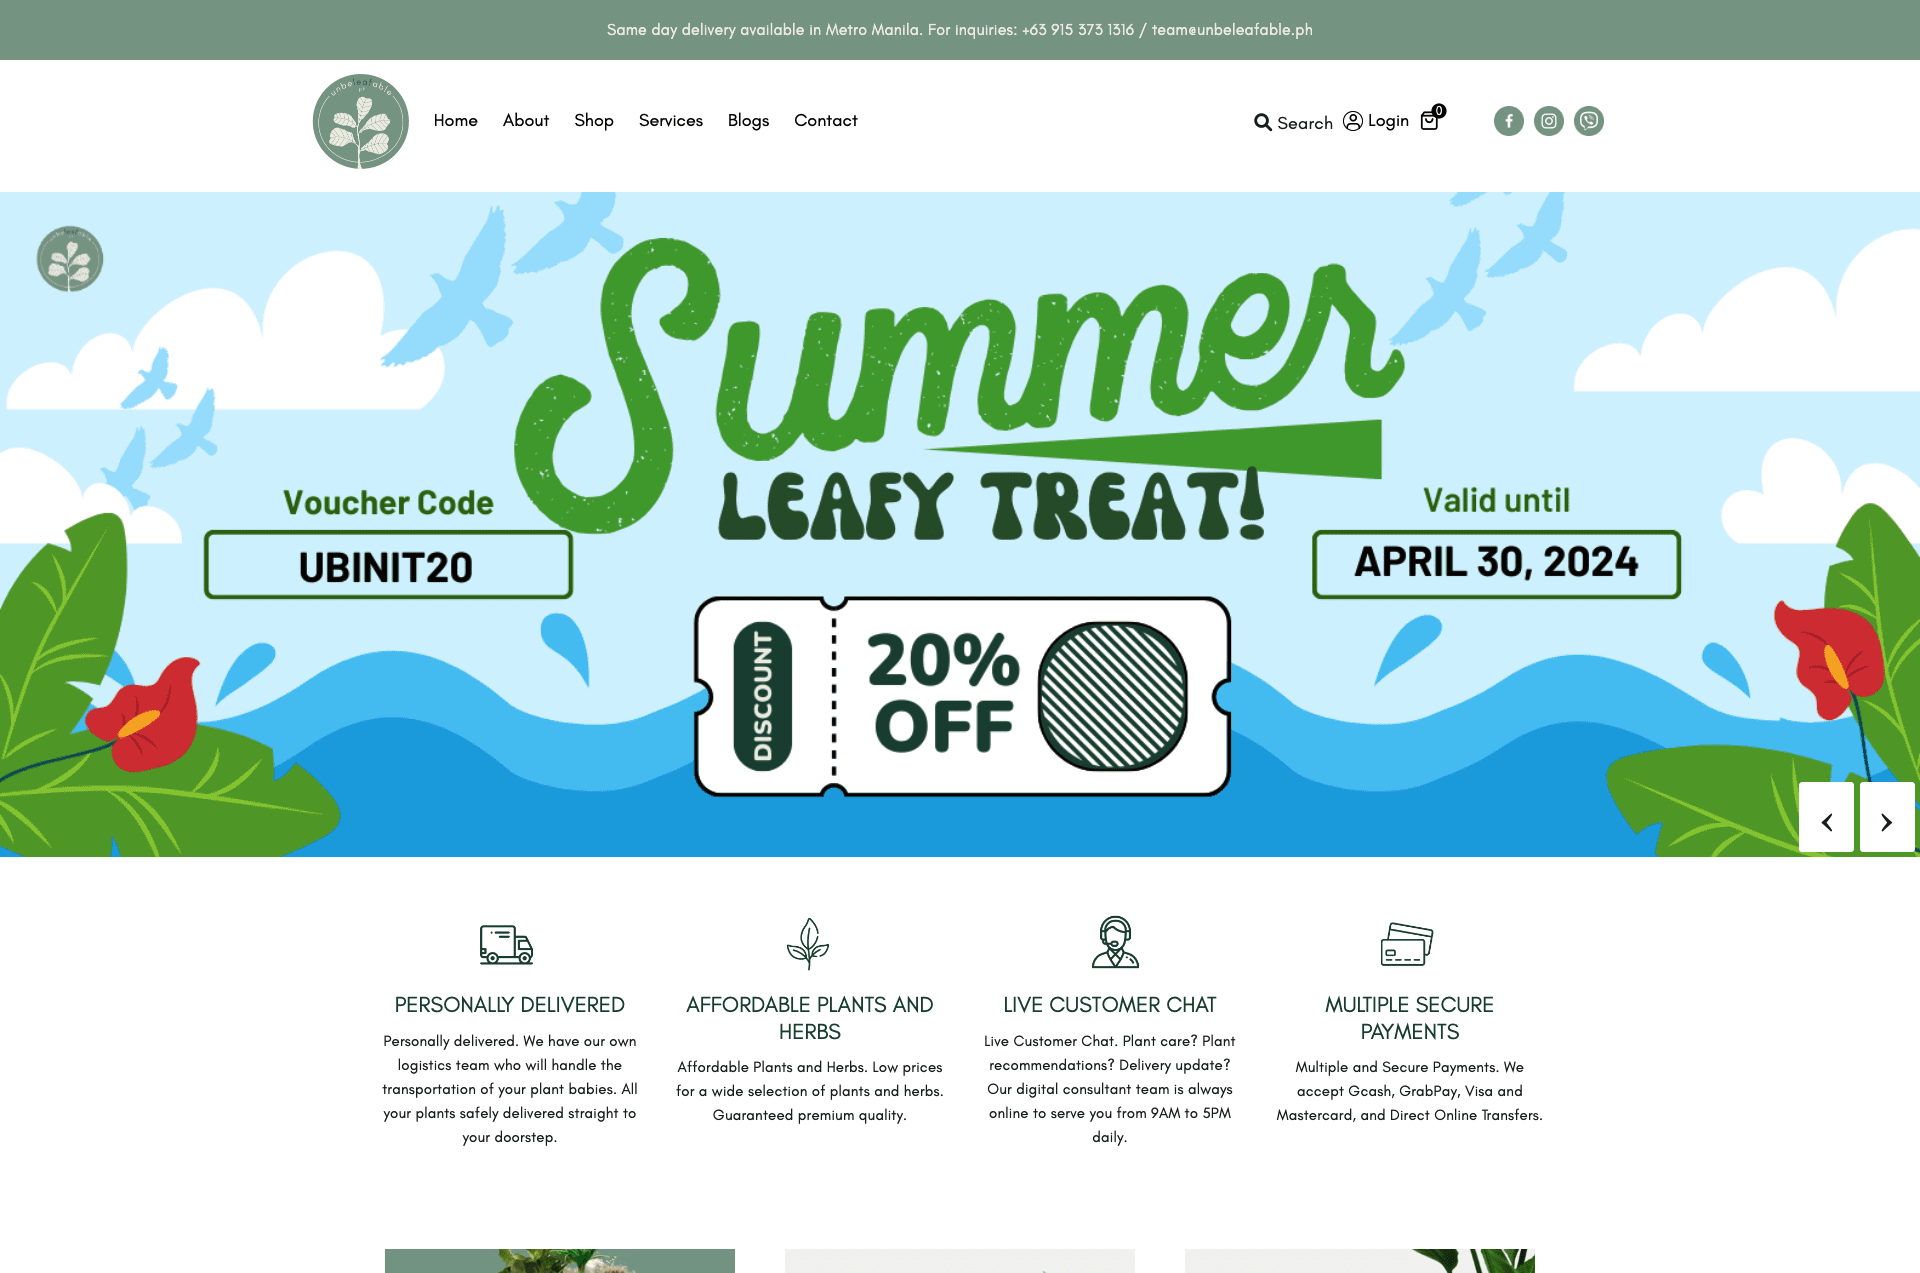 Same day delivery available in Metro Manila. For inquiries: +63 915 373 1316 / team@unbeleafable.ph
unbeleafable
Home
About
Shop
Services
Blogs
Contact
Search
Login
0
unbeleafable
Summer
LEAFY TREAT!
Voucher Code
UBINIT20
Valid until
APRIL 30, 2024
DISCOUNT
20%
OFF
PERSONALLY DELIVERED
Personally delivered. We have our own
logistics team who will handle the
transportation of your plant babies. All
your plants safely delivered straight to
your doorstep.
AFFORDABLE PLANTS AND
HERBS
Affordable Plants and Herbs. Low prices
for a wide selection of plants and herbs.
Guaranteed premium quality.
LIVE CUSTOMER CHAT
Live Customer Chat. Plant care? Plant
recommendations? Delivery update?
Our digital consultant team is always
online to serve you from 9AM to 5PM
daily.
MULTIPLE SECURE
PAYMENTS
Multiple and Secure Payments. We
accept Gcash, GrabPay, Visa and
Mastercard, and Direct Online Transfers.